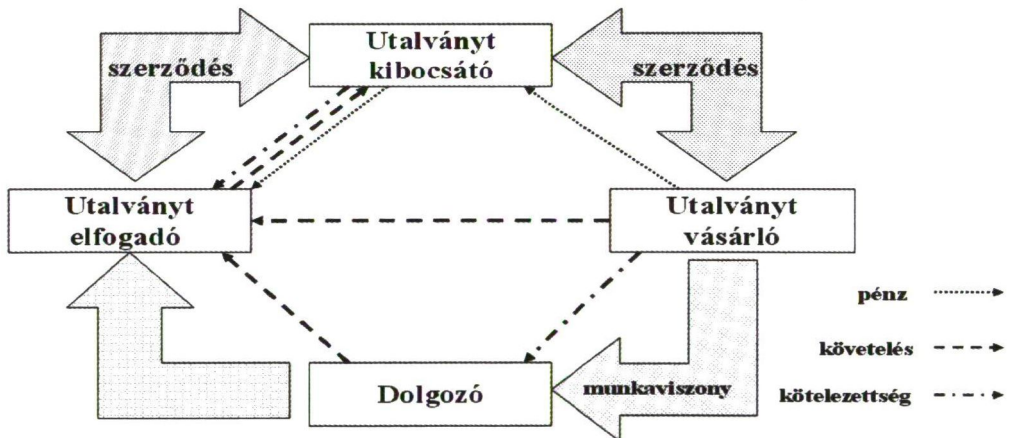 Utalványt
kibocsátó
szerződés
szerződés
Utalványt
elfogadó
Utalványt
vásárló
pénz
követelés
kötelezettség
Dolgozó
munkaviszony